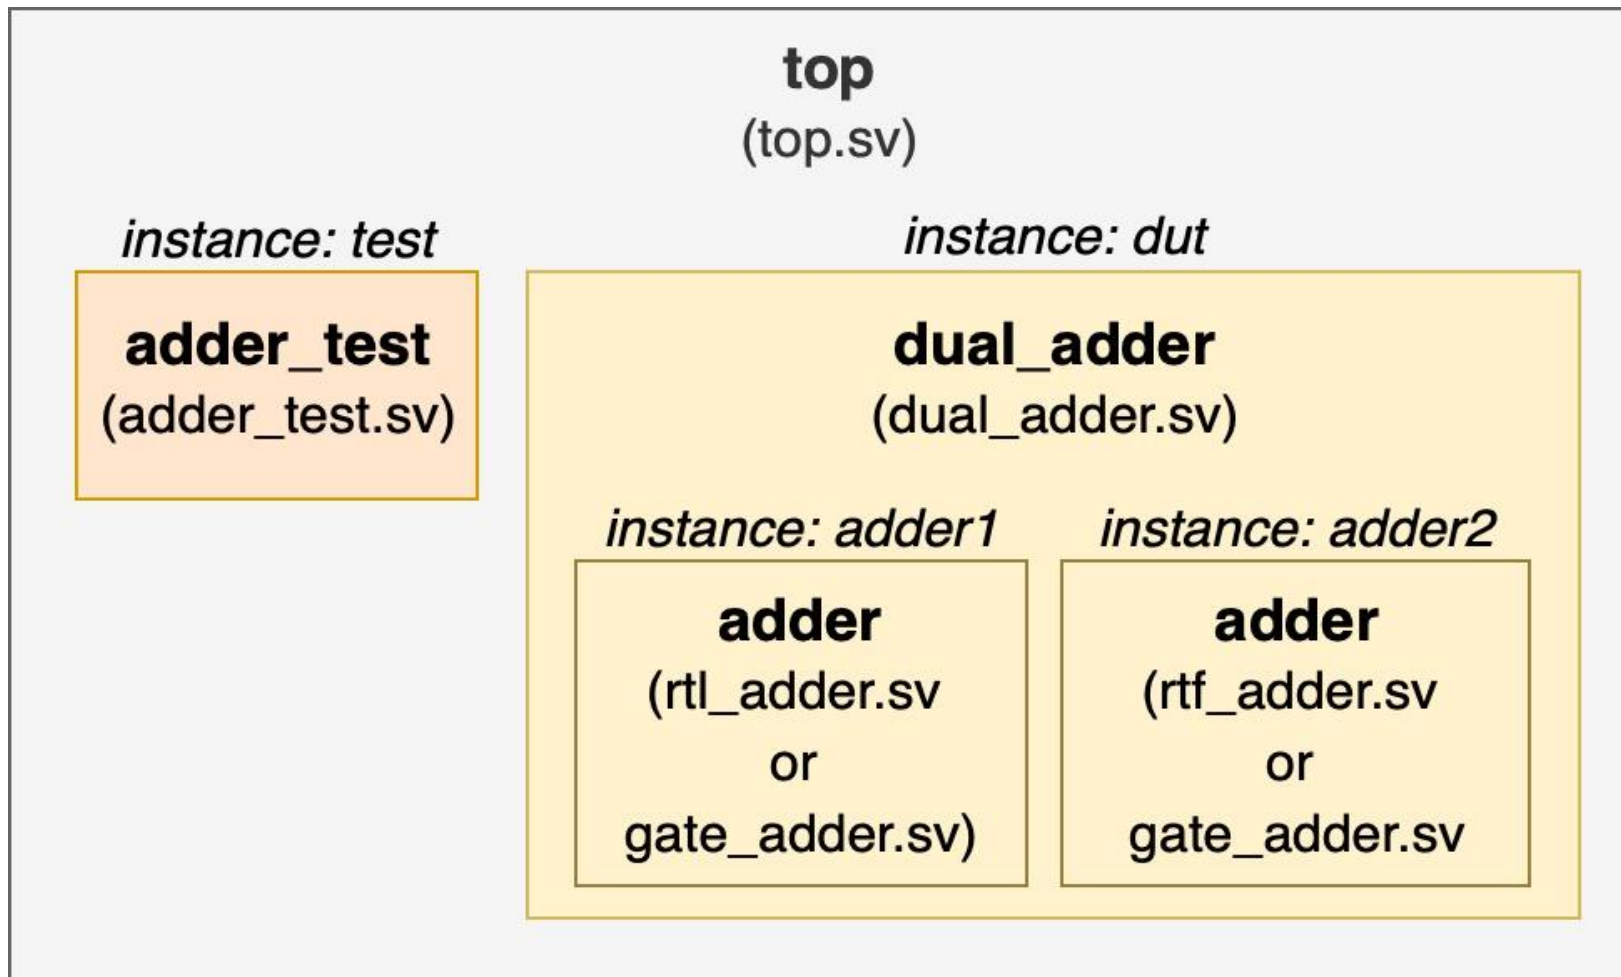 top
(top.sv)
instance: test
adder_test
(adder_test.sv)
instance: dut
dual_adder
(dual_adder.sv)
instance: adder1
adder
(rtl_adder.sv
or
gate_adder.sv)
instance: adder2
adder
(rtf_adder.sv
or
gate_adder.sv